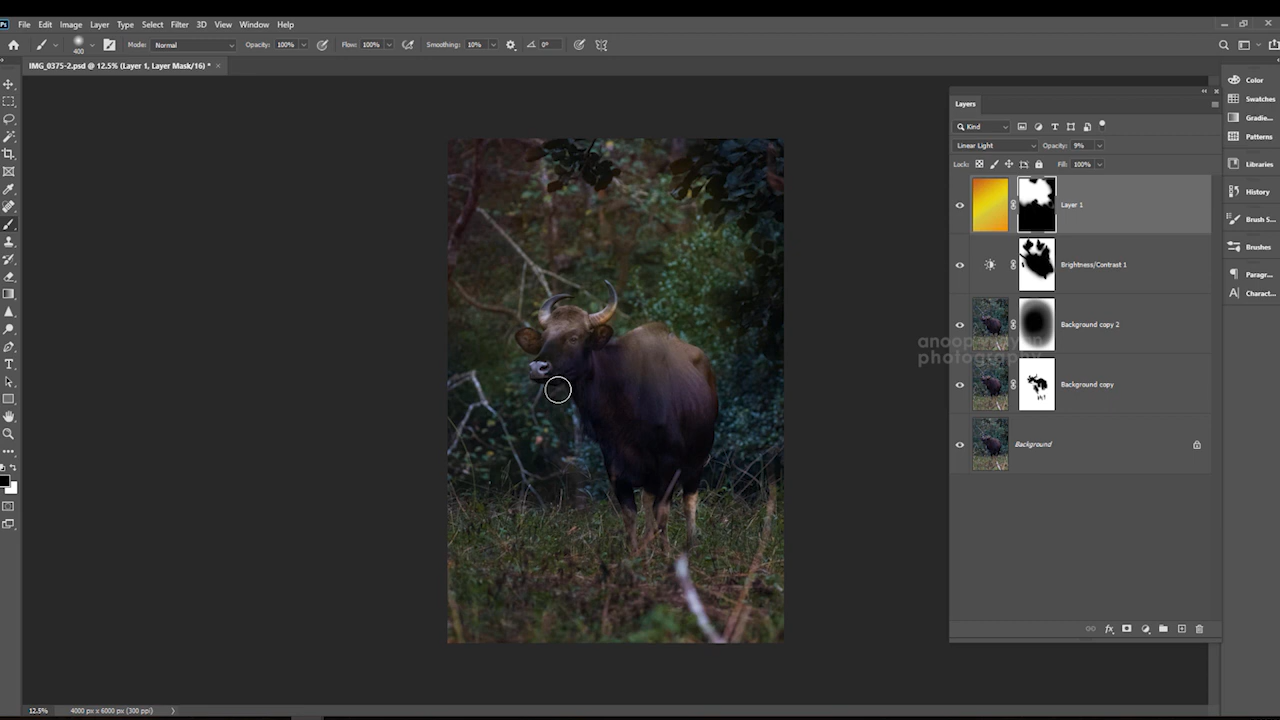 Ps File Edit Image Layer Type Select Filter 3D View Window Help
400 Mode: Normal Opacity: 100% Flow: 100% Smoothing: 10% 0°
IMG_0375-2.psd @ 12.5% (Layer 1, Layer Mask/16) * ×
Layers
Kind
Linear Light Opacity: 9%
Lock: Fill: 100%
Layer 1
Brightness/Contrast 1
Background copy 2
Background copy
Background
Color
Swatches
Gradie...
Patterns
Libraries
History
Brush S...
Brushes
Paragr...
Charact...
photography
12.5% 4000 px x 6000 px (300 ppi)